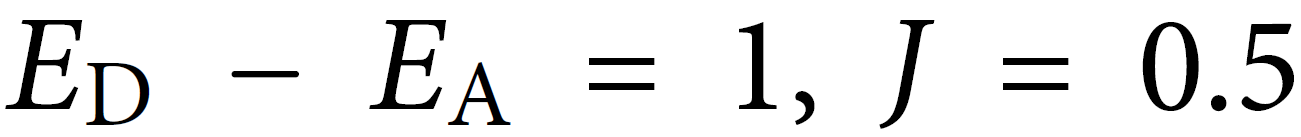 E_D − E_A = 1, J = 0.5